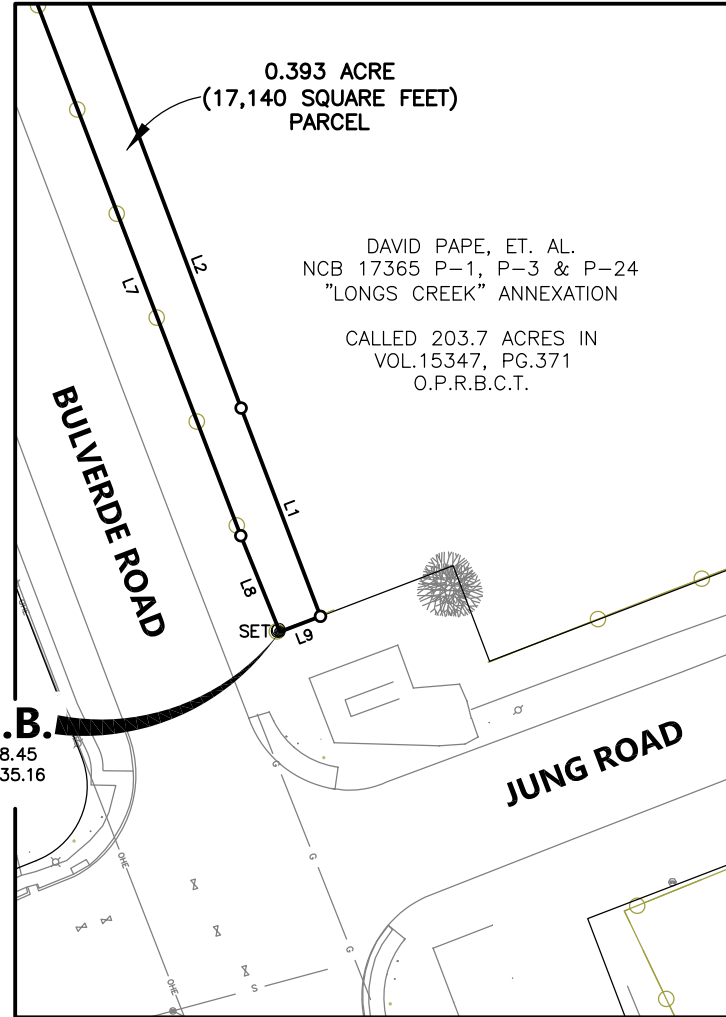 0.393 ACRE
(17,140 SQUARE FEET)
PARCEL
L2
DAVID PAPE, ET. AL.
NCB 17365 P-1, P-3 & P-24
"LONGS CREEK" ANNEXATION
CALLED 203.7 ACRES IN
VOL.15347, PG.371
O.P.R.B.C.T.
L7
BULVERDE ROAD
L1
L8
SET
L9
.B.
8.45
35.16
JUNG ROAD
G
G
G
OHE
OHE
S